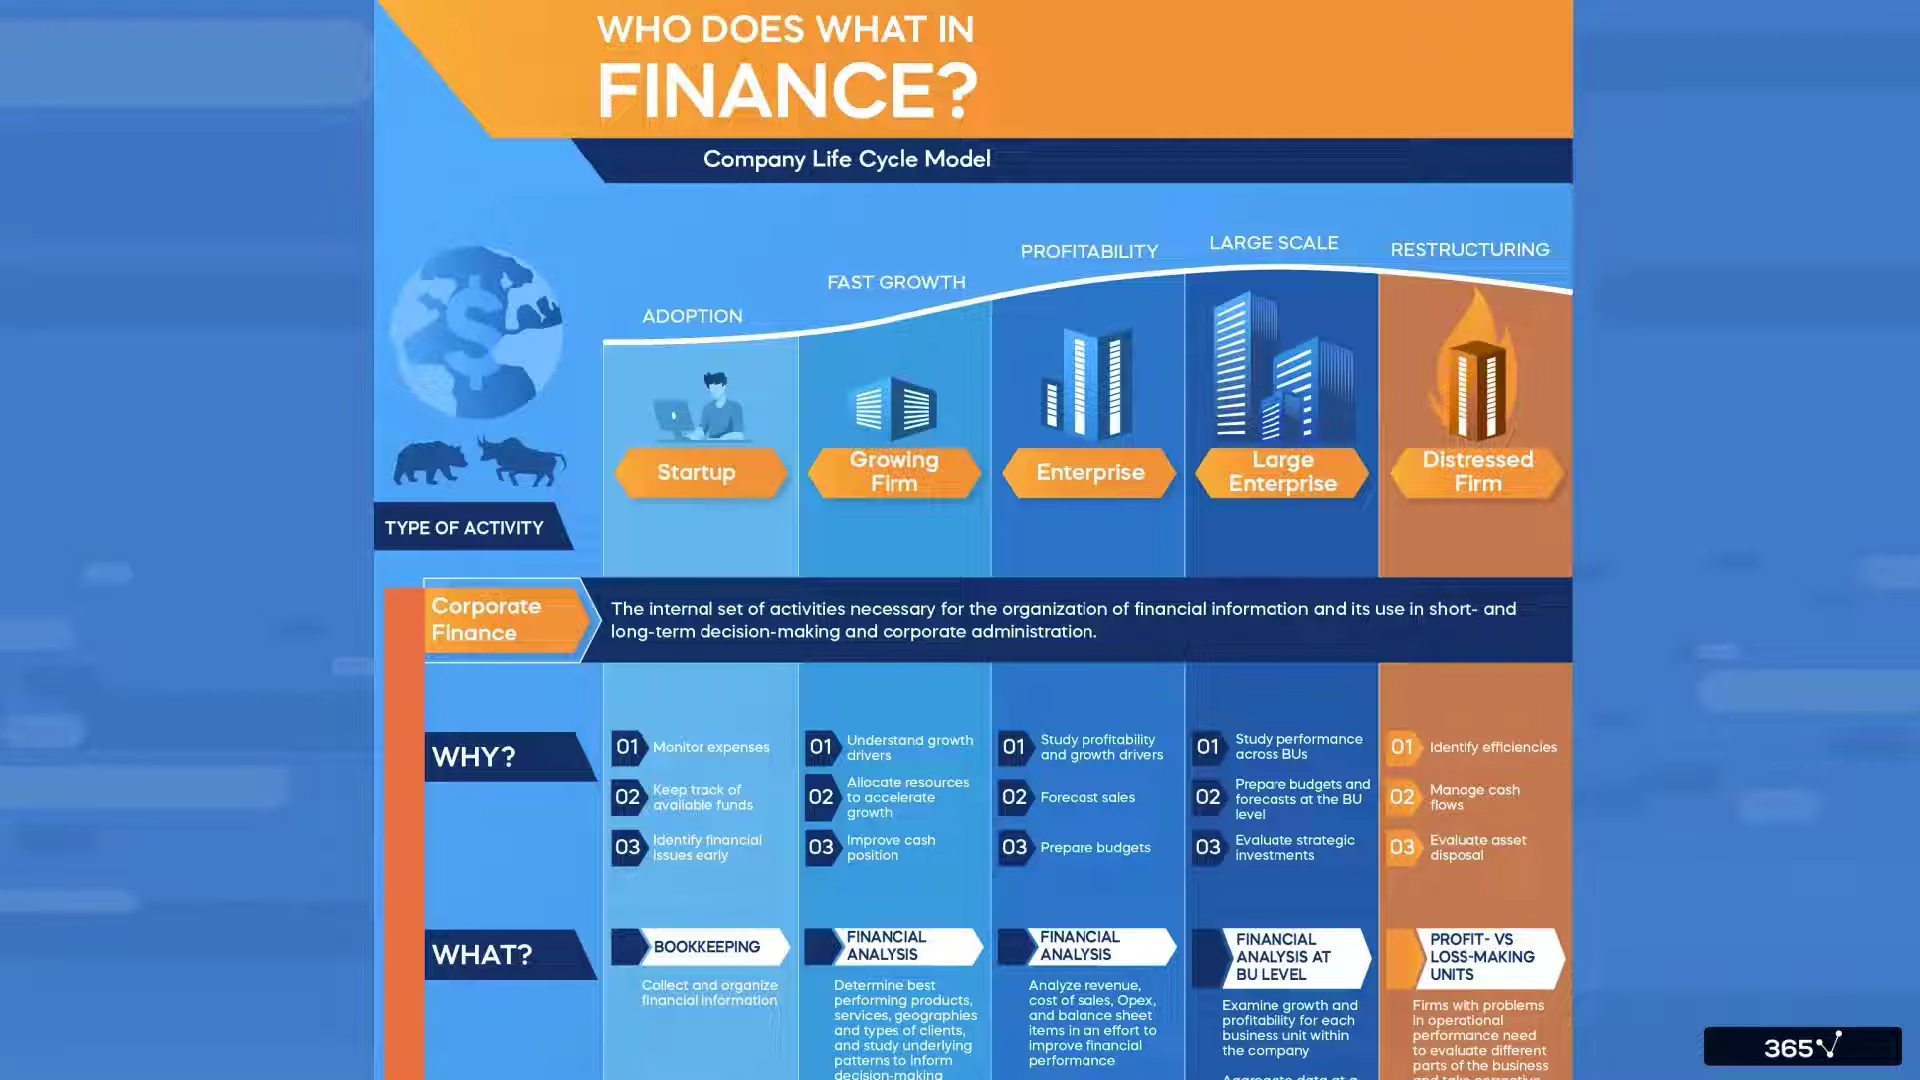 WHO DOES WHAT IN
FINANCE?
Company Life Cycle Model
ADOPTION
FAST GROWTH
PROFITABILITY
LARGE SCALE
RESTRUCTURING
Startup
Growing
Firm
Enterprise
Large
Enterprise
Distressed
Firm
TYPE OF ACTIVITY
Corporate
Finance
The internal set of activities necessary for the organization of financial information and its use in short- and
long-term decision-making and corporate administration.
WHY?
01 Monitor expenses
02 Keep track of
available funds
03 Identify financial
issues early
01 Understand growth
drivers
02 Allocate resources
to accelerate
growth
03 Improve cash
position
01 Study profitability
and growth drivers
02 Forecast sales
03 Prepare budgets
01 Study performance
across BUs
02 Prepare budgets and
forecasts at the BU
level
03 Evaluate strategic
investments
01 Identify efficiencies
02 Manage cash
flows
03 Evaluate asset
disposal
WHAT?
BOOKKEEPING
Collect and organize
financial information
FINANCIAL
ANALYSIS
Determine best
performing products,
services, geographies
and types of clients,
and study underlying
patterns to inform
decision-making
FINANCIAL
ANALYSIS
Analyze revenue,
cost of sales, Opex,
and balance sheet
items in an effort to
improve financial
performance
FINANCIAL
ANALYSIS AT
BU LEVEL
Examine growth and
profitability for each
business unit within
the company
Aggregate data at a
PROFIT- VS
LOSS-MAKING
UNITS
Firms with problems
in operational
performance need
to evaluate different
parts of the business
and take corrective
365